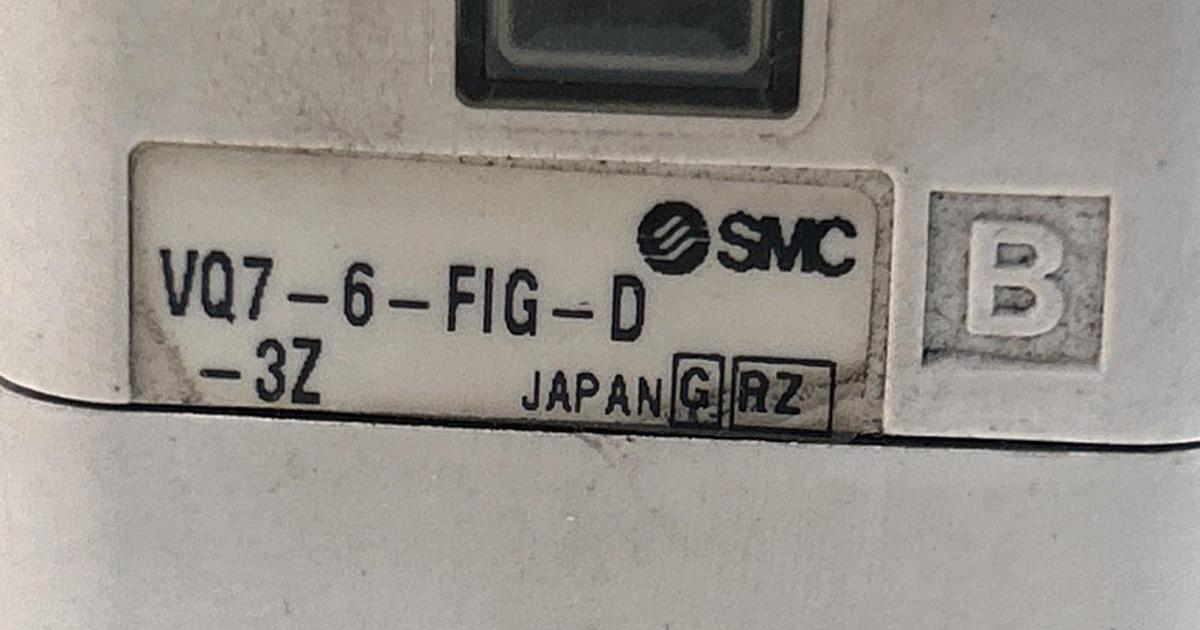 SMC
VQ7-6-FIG-D
-3Z
JAPAN G RZ
B